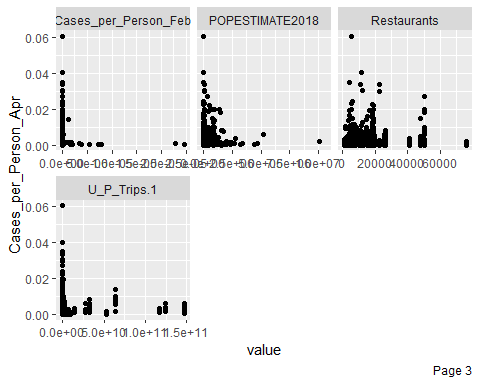 Cases_per_Person_Feb POPESTIMATE2018 Restaurants
0.06
0.04
0.02
0.00
0 20000 40000 60000
U_P_Trips.1
0.06
0.04
0.02
0.00
0.0e+00 5.0e+10 1.0e+11 1.5e+11
Cases_per_Person_Apr
value
Page 3